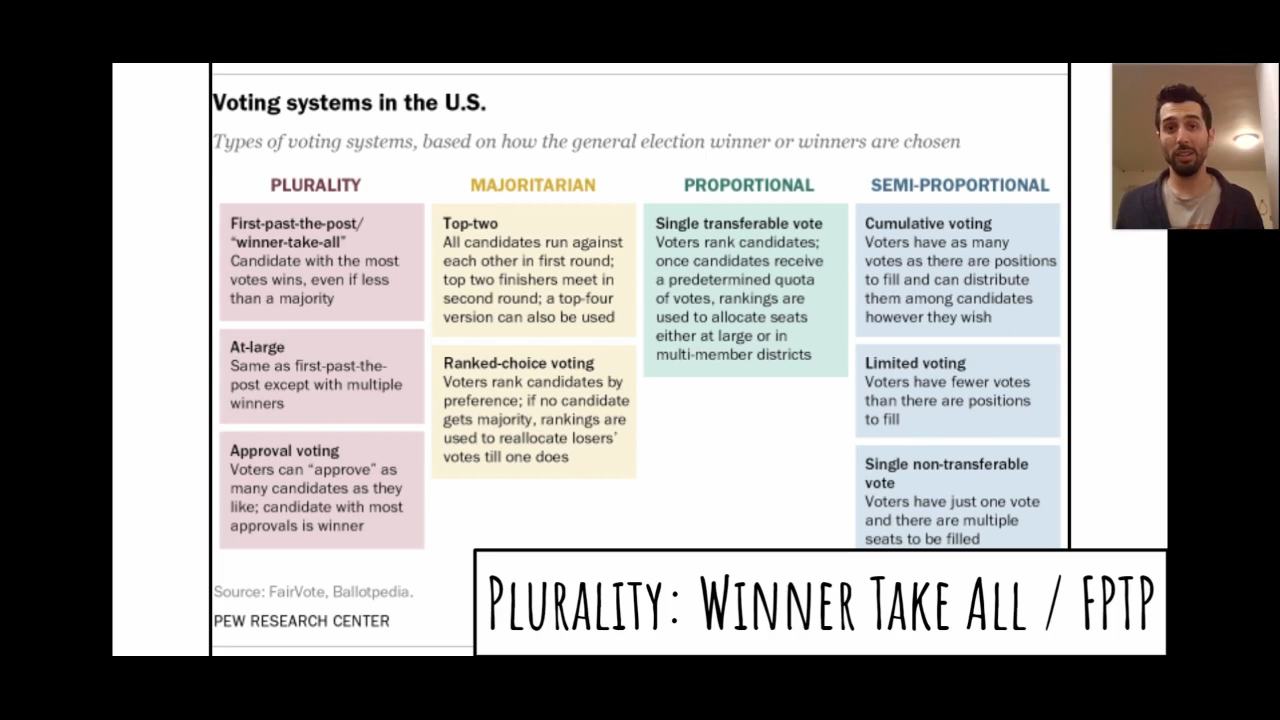 Voting systems in the U.S.
Types of voting systems, based on how the general election winner or winners are chosen
PLURALITY
First-past-the-post/
“winner-take-all”
Candidate with the most
votes wins, even if less
than a majority
At-large
Same as first-past-the-
post except with multiple
winners
Approval voting
Voters can “approve” as
many candidates as they
like; candidate with most
approvals is winner
MAJORITARIAN
Top-two
All candidates run against
each other in first round;
top two finishers meet in
second round; a top-four
version can also be used
Ranked-choice voting
Voters rank candidates by
preference; if no candidate
gets majority, rankings are
used to reallocate losers’
votes till one does
PROPORTIONAL
Single transferable vote
Voters rank candidates;
once candidates receive
a predetermined quota
of votes, rankings are
used to allocate seats
either at large or in
multi-member districts
SEMI-PROPORTIONAL
Cumulative voting
Voters have as many
votes as there are positions
to fill and can distribute
them among candidates
however they wish
Limited voting
Voters have fewer votes
than there are positions
to fill
Single non-transferable
vote
Voters have just one vote
and there are multiple
seats to be filled
Source: FairVote, Ballotpedia.
PEW RESEARCH CENTER
PLURALITY: WINNER TAKE ALL / FPTP